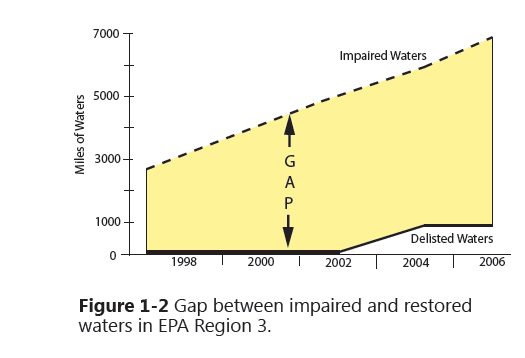 7000
Impaired Waters
5000
Miles of Waters
3000
G
A
P
1000
Delisted Waters
0
1998 2000 2002 2004 2006
Figure 1-2 Gap between impaired and restored
waters in EPA Region 3.